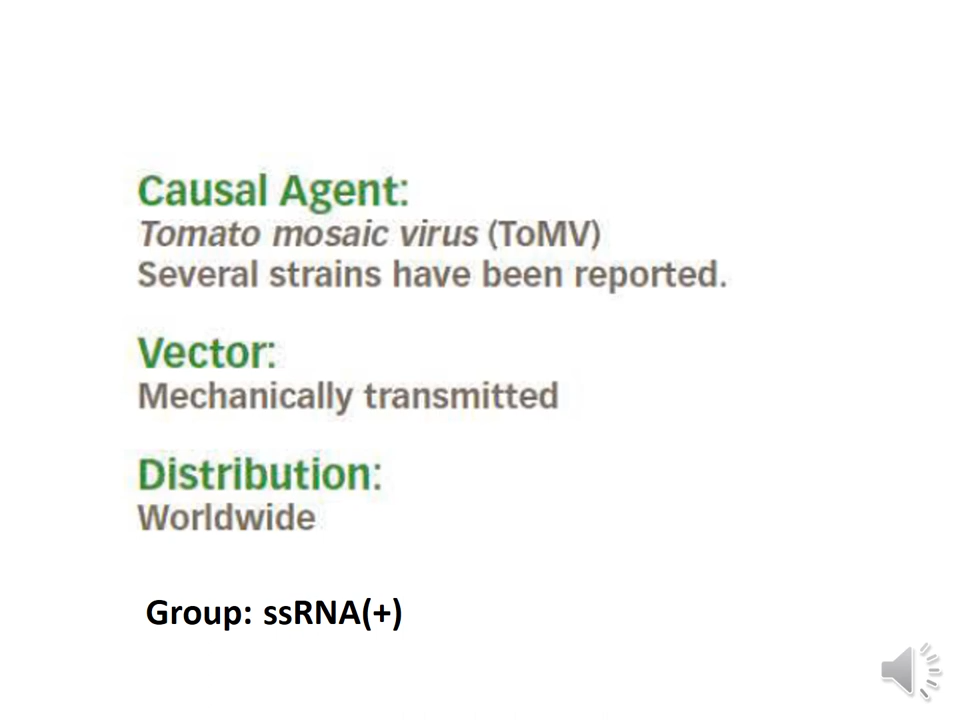 Causal Agent:
Tomato mosaic virus (ToMV)
Several strains have been reported.
Vector:
Mechanically transmitted
Distribution:
Worldwide
Group: ssRNA(+)